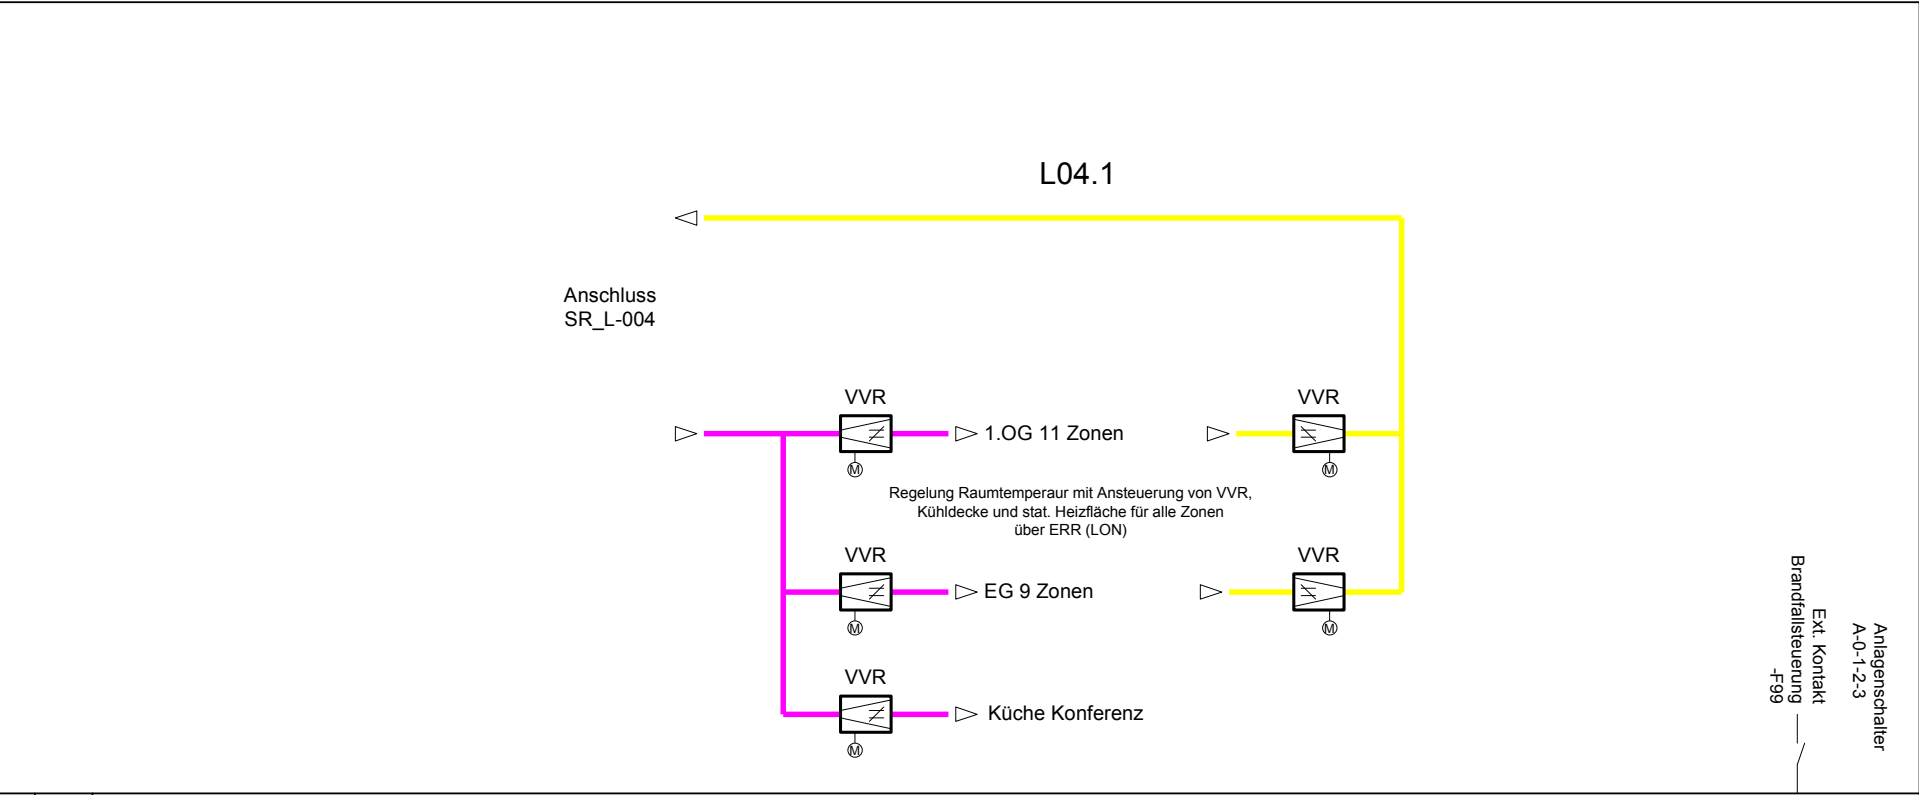 L04.1
Anschluss
SR_L-004
VVR
VVR
1.OG 11 Zonen
M
M
Regelung Raumtemperaur mit Ansteuerung von VVR,
Kühldecke und stat. Heizfläche für alle Zonen
über ERR (LON)
VVR
VVR
EG 9 Zonen
M
M
VVR
Küche Konferenz
M
Anlagenschalter
A-0-1-2-3
Ext. Kontakt
Brandfallsteuerung
-F99